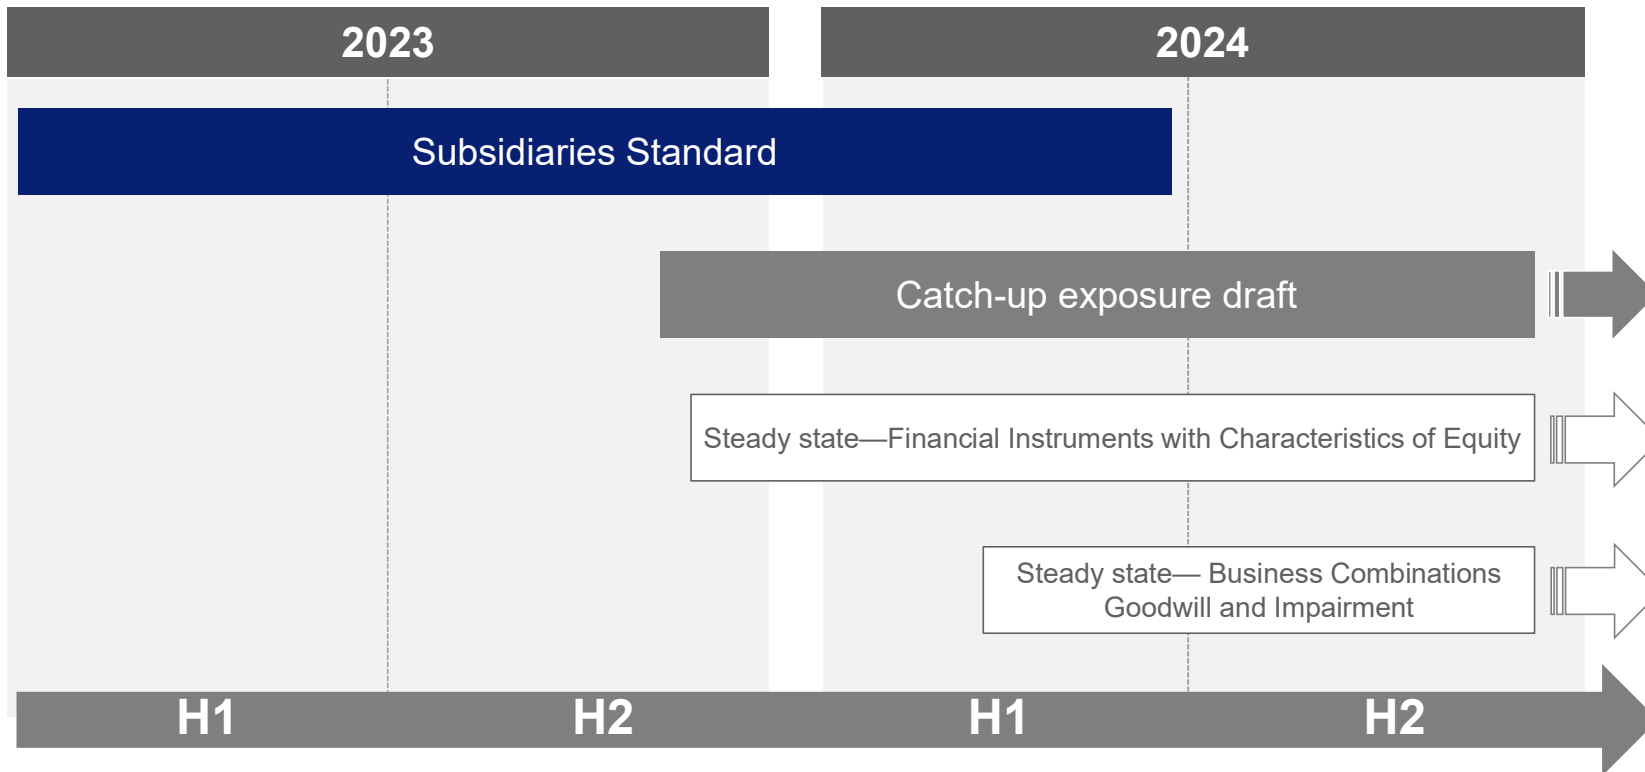 2023
2024
Subsidiaries Standard
Catch-up exposure draft
Steady state—Financial Instruments with Characteristics of Equity
Steady state— Business Combinations
Goodwill and Impairment
H1
H2
H1
H2